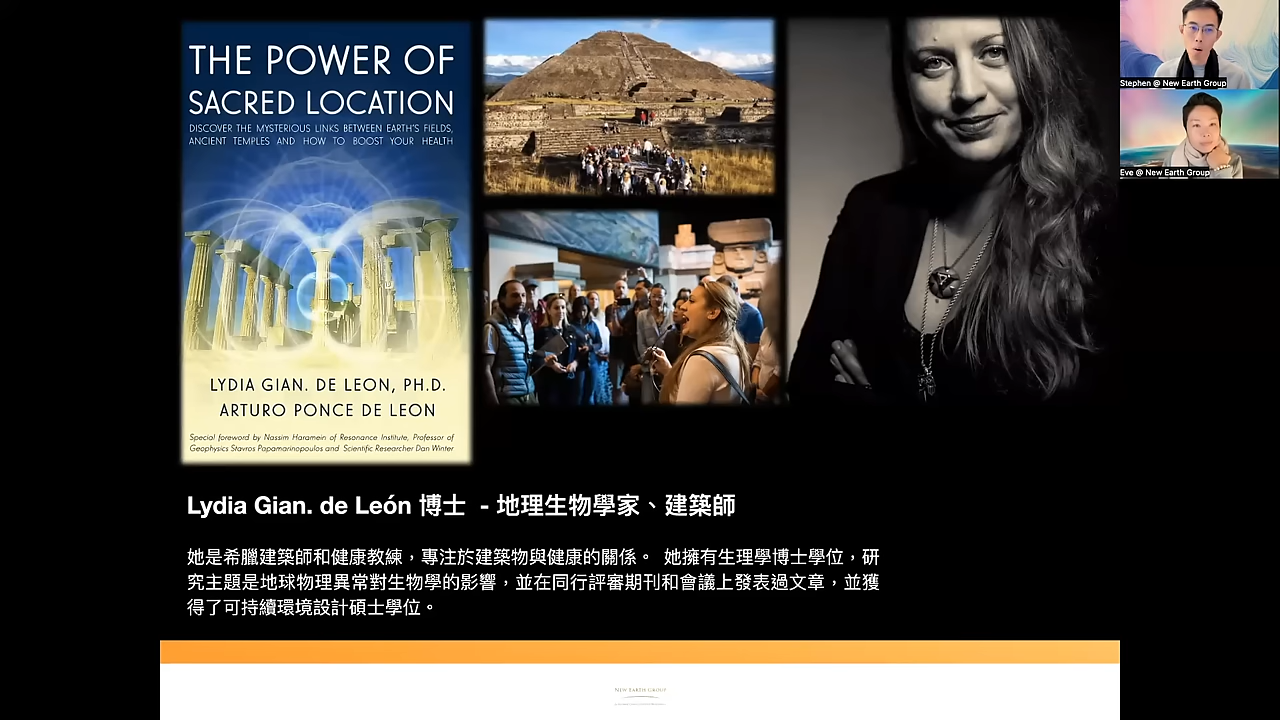 THE POWER OF
SACRED LOCATION
DISCOVER THE MYSTERIOUS LINKS BETWEEN EARTH'S FIELDS,
ANCIENT TEMPLES AND HOW TO BOOST YOUR HEALTH
LYDIA GIAN. DE LEON, PH.D.
ARTURO PONCE DE LEON
Special foreword by Nassim Haramein of Resonance Institute, Professor of
Geophysics Stavros Papamarinopoulos and Scientific Researcher Dan Winter
Stephen @ New Earth Group
Eve @ New Earth Group
Lydia Gian. de León 博士 - 地理生物學家、建築師
她是希臘建築師和健康教練，專注於建築物與健康的關係。 她擁有生理學博士學位，研
究主題是地球物理異常對生物學的影響，並在同行評審期刊和會議上發表過文章，並獲
得了可持續環境設計碩士學位。
NEW EARTH GROUP